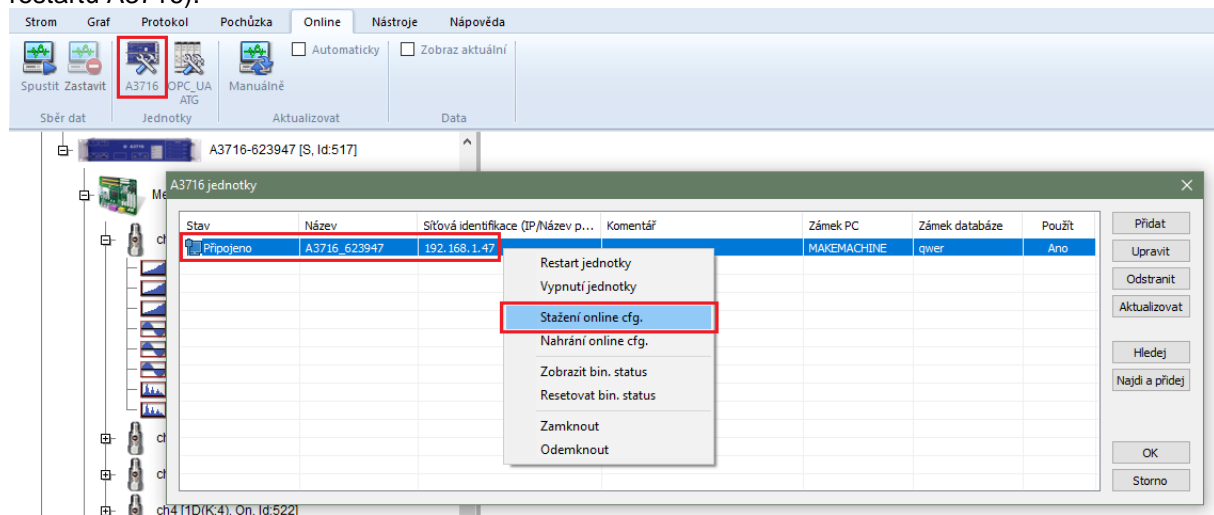 restartu A3716).
Strom Graf Protokol Pochůzka Online Nástroje Nápověda
Automaticky Zobraz aktuální
Spustit Zastavit A3716 OPC_UA Manuálně
ATG
Sběr dat Jednotky Aktualizovat Data
A3716-623947 [S, Id:517]
Me
A3716 jednotky
ch
Stav Název Síťová identifikace (IP/Název p... Komentář Zámek PC Zámek databáze Použít Přidat
Připojeno A3716_623947 192.168.1.47 MAKEMACHINE qwer Ano Upravit
Restart jednotky
Vypnutí jednotky Odstranit
Stažení online cfg. Aktualizovat
Nahrání online cfg. Hledej
Zobrazit bin. status Najdi a přidej
Resetovat bin. status
Zamknout
Odemknout OK
Storno
ch4 [1D(K:4), On, Id:522]